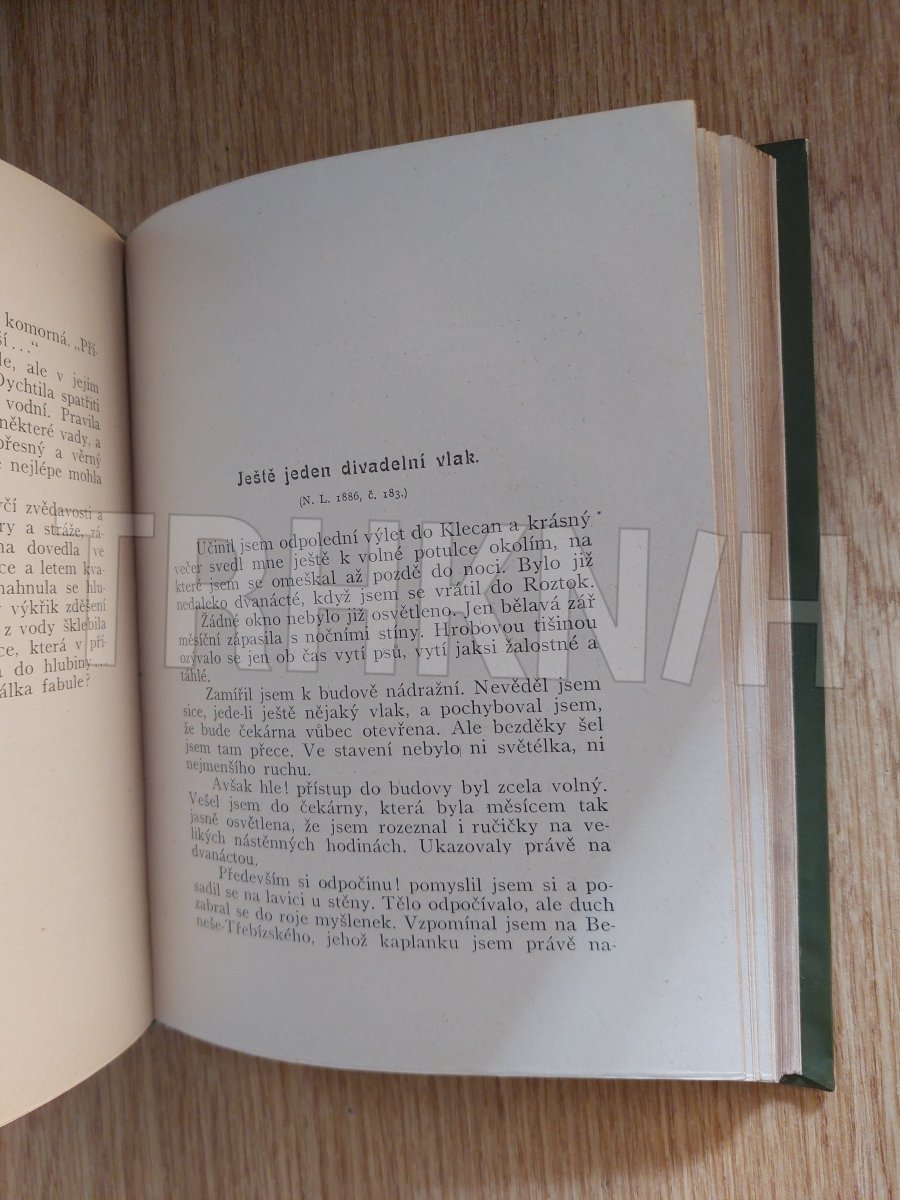 komorná. „Pří-
ší..."
le, ale v jejím
Dychtila spatřiti
vodní. Pravila
některé vady, a
přesný a věrný
nejlépe mohla
zvědavosti a
ry a stráže, zá-
na dovedla ve
ce a letem kva-
nahnula se hlu-
výkřik zděšení
z vody šklebila
ce, která v pří-
a do hlubiny....
álka fabule?
Ještě jeden divadelní vlak.
(N. L. 1886, č. 183.)
Učinil jsem odpolední výlet do Klecan a krásný
večer svedl mne ještě k volné potulce okolím, na
které jsem se omeškal až pozdě do noci. Bylo již
nedaleko dvanácté, když jsem se vrátil do Roztok.
Žádné okno nebylo již osvětleno. Jen bělavá zář
měsíční zápasila s nočními stíny. Hrobovou tišinou
ozývalo se jen ob čas vytí psů, vytí jaksi žalostné a
táhlé.
Zamířil jsem k budově nádražní. Nevěděl jsem
sice, jede-li ještě nějaký vlak, a pochyboval jsem,
že bude čekárna vůbec otevřena. Ale bezděky šel
jsem tam přece. Ve stavení nebylo ni světélka, ni
nejmenšího ruchu.
Avšak hle! přístup do budovy byl zcela volný.
Vešel jsem do čekárny, která byla měsícem tak
jasně osvětlena, že jsem rozeznal i ručičky na ve-
likých nástěnných hodinách. Ukazovaly právě na
dvanáctou.
Především si odpočinu! pomyslil jsem si a po-
sadil se na lavici u stěny. Tělo odpočívalo, ale duch
zabral se do roje myšlenek. Vzpomínal jsem na Be-
neše-Třebízského, jehož kaplanku jsem právě na-
TRHKNIH